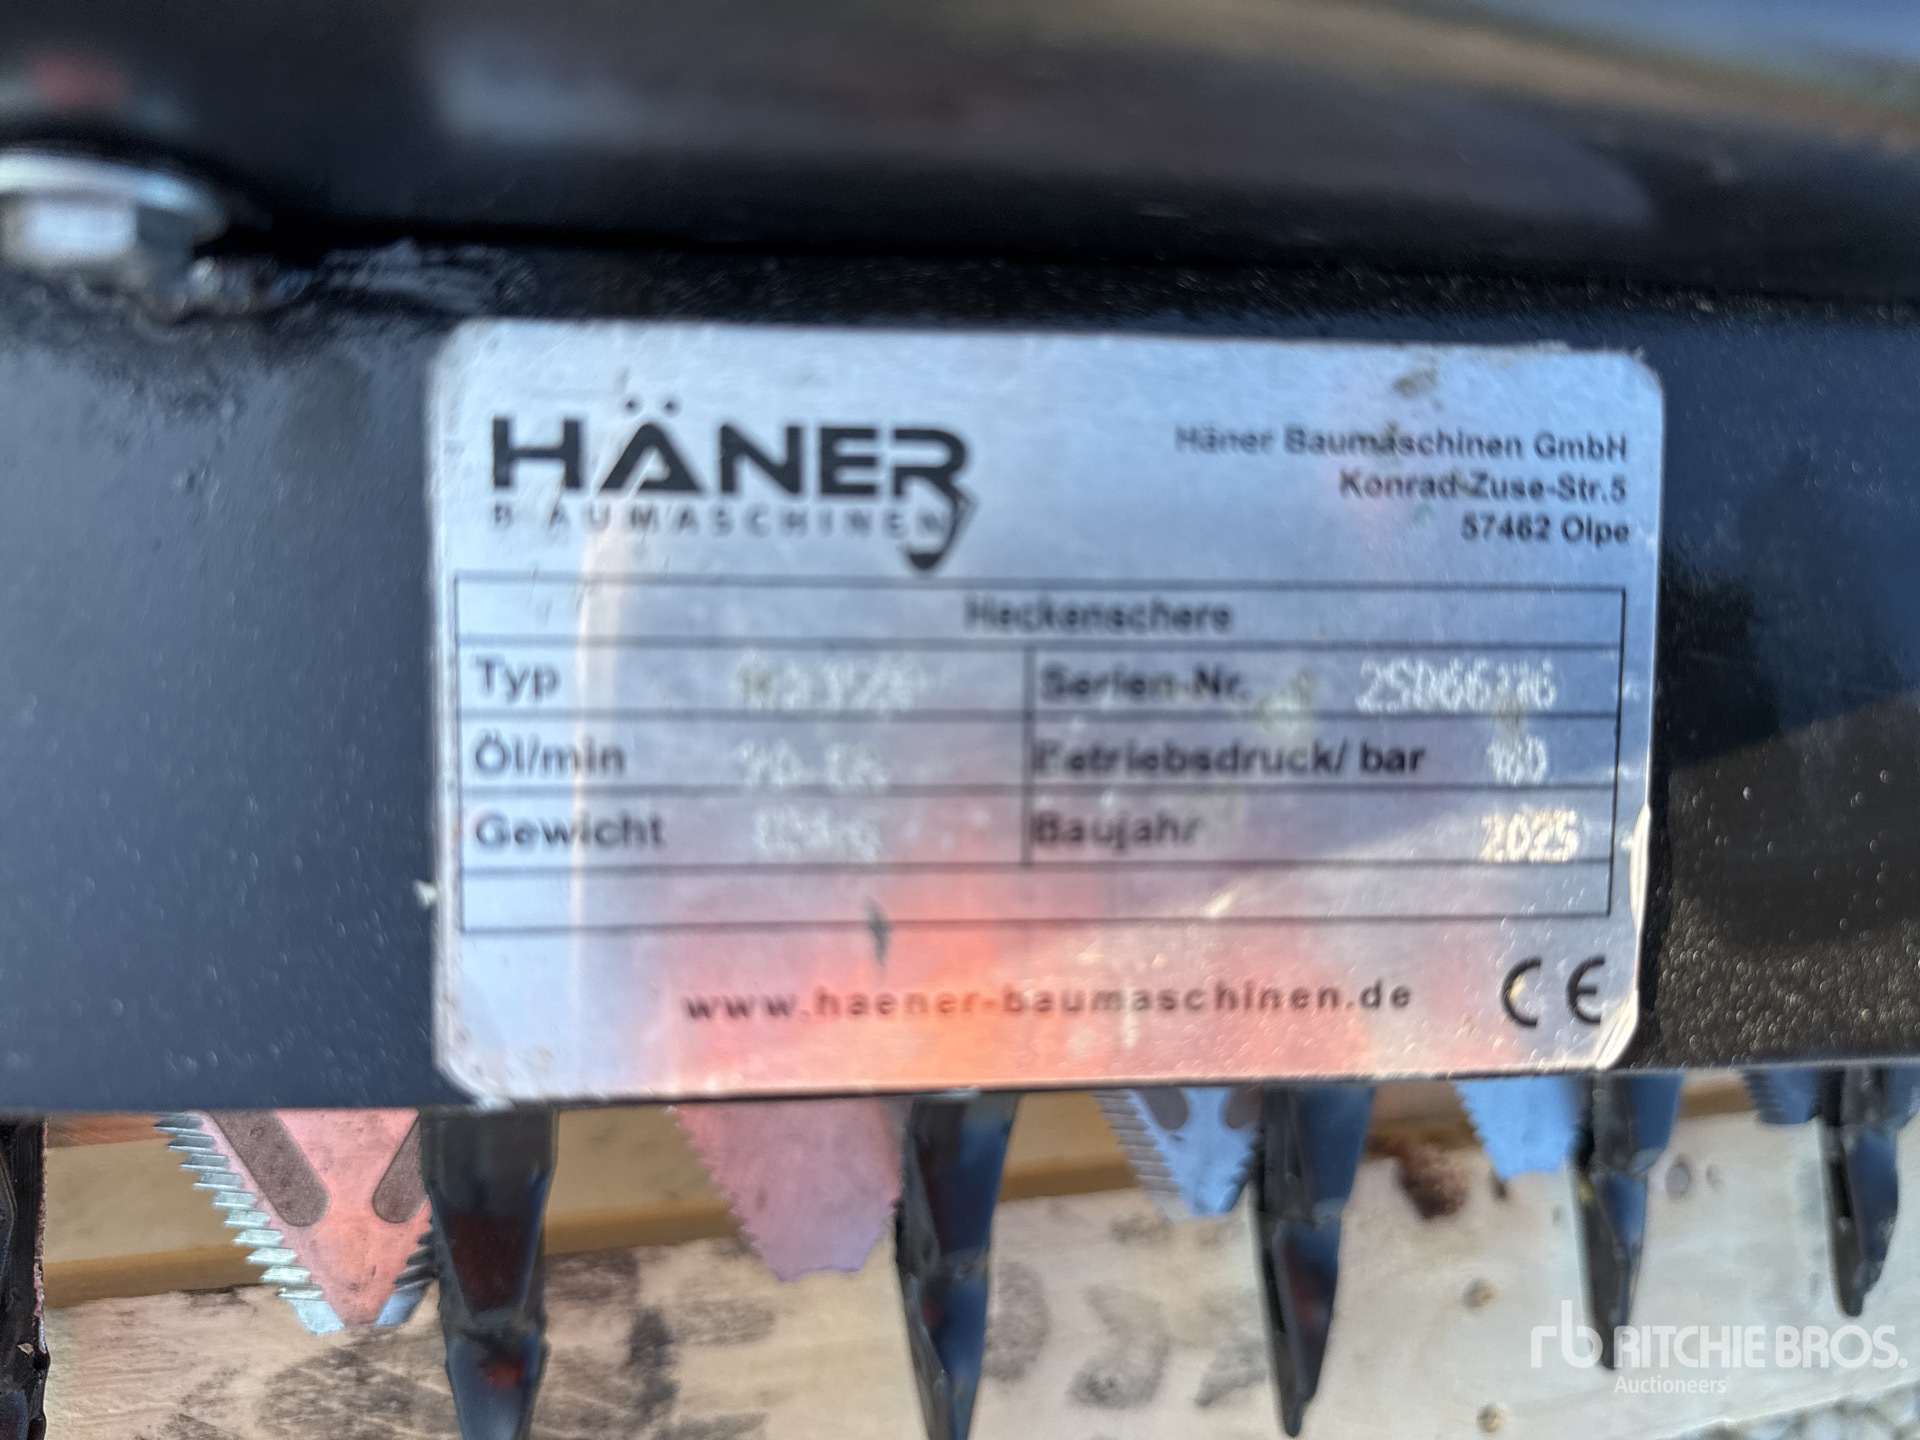 HÄNER
BAUMASCHINEN
Häner Baumaschinen GmbH
Konrad-Zuse-Str.5
57462 Olpe
Heckenschere
Typ
Serien-Nr.
Öl/min
Betriebsdruck/ bar
Gewicht
Baujahr 2025
www.haener-baumaschinen.de CE
rb RITCHIE BROS.
Auctioneers